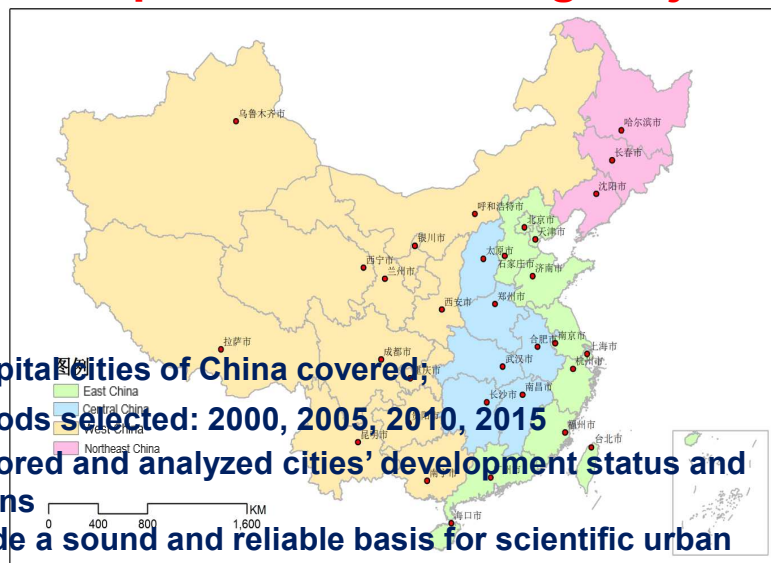 乌鲁木齐市
哈尔滨市
长春市
沈阳市
呼和浩特市
北京市
天津市
银川市
太原市
石家庄市
西宁市
济南市
兰州市
郑州市
西安市
拉萨市
合肥市
南京市
上海市
成都市
武汉市
杭州市
图例
pital cities of China covered;
East China
南昌市
Central China
长沙市
ods selected: 2000, 2005, 2010, 2015
West China
福州市
昆明市
台北市
Northeast China
ored and analyzed cities' development status and
南宁市
ns
KM
0 400 800 1,600
海口市
de a sound and reliable basis for scientific urban